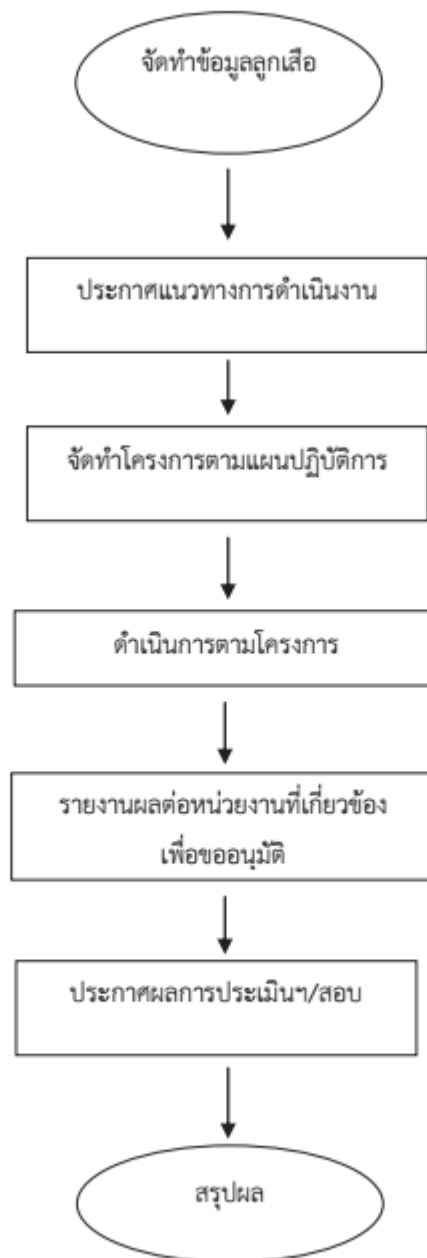 จัดทำข้อมูลลูกเสือ
ประกาศแนวทางการดำเนินงาน
จัดทำโครงการตามแผนปฏิบัติการ
ดำเนินการตามโครงการ
รายงานผลต่อหน่วยงานที่เกี่ยวข้อง
เพื่อขออนุมัติ
ประกาศผลการประเมินฯ/สอบ
สรุปผล